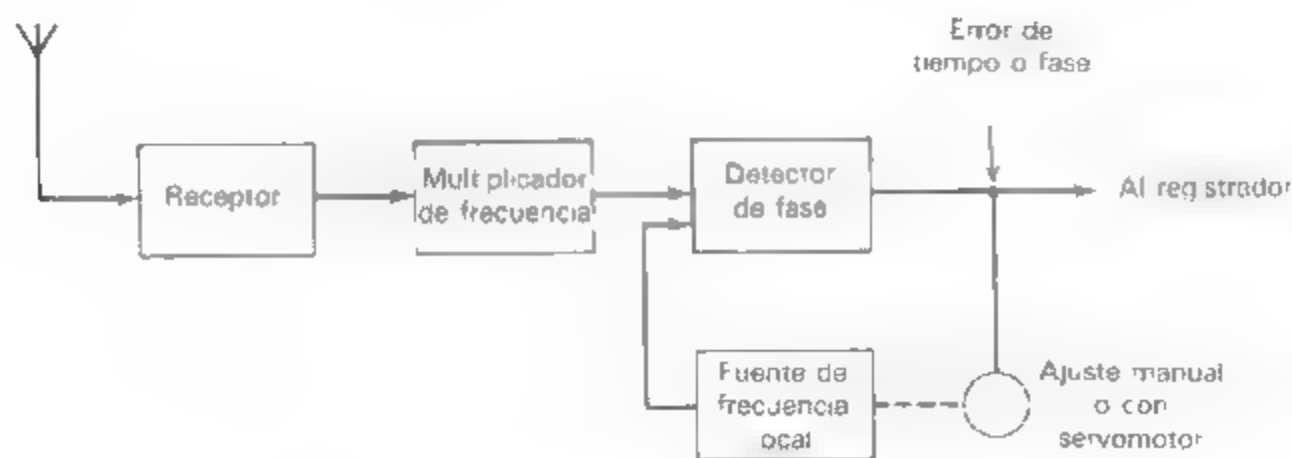 Error de
tiempo o fase
Receptor
Multiplicador
de frecuencia
Detector
de fase
Al registrador
Fuente de
frecuencia
local
Ajuste manual
o con
servomotor